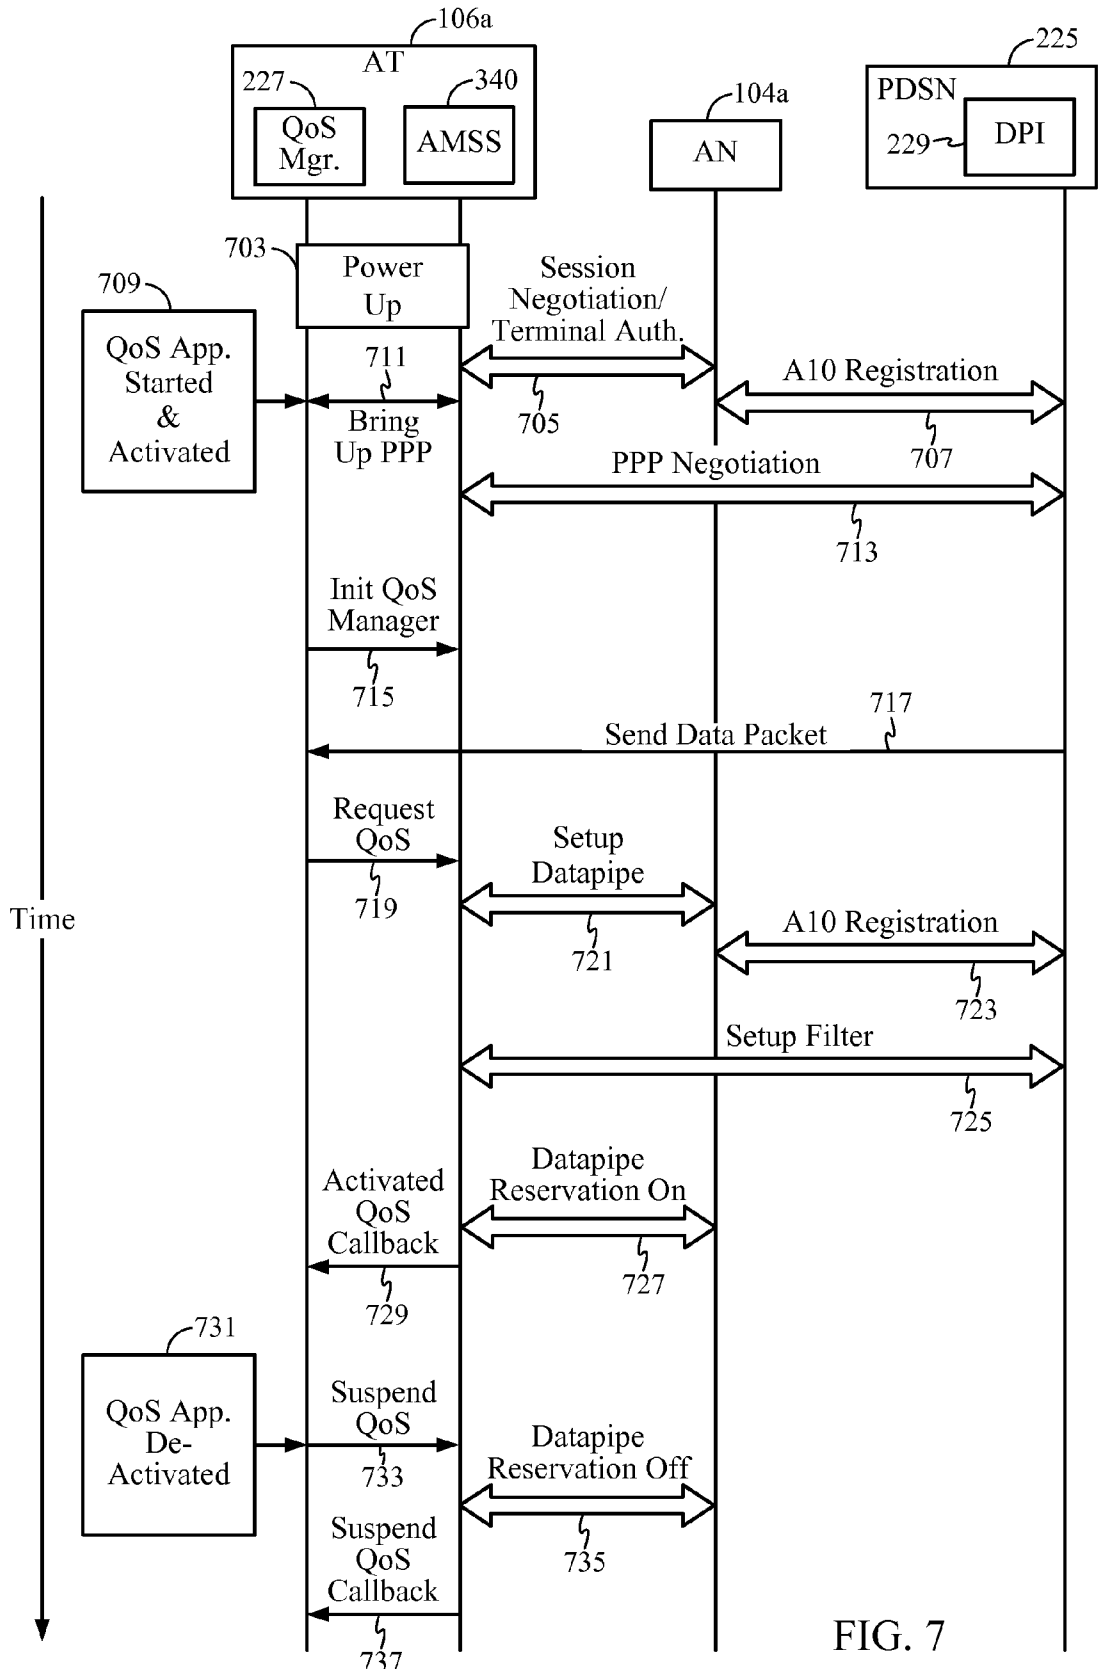 106a
AT
227
340
QoS
Mgr.
AMSS
104a
AN
225
PDSN
229
DPI
703
Power
Up
Session
Negotiation/
Terminal Auth.
705
709
QoS App.
Started
&
Activated
711
Bring
Up PPP
A10 Registration
707
PPP Negotiation
713
Init QoS
Manager
715
717
Send Data Packet
Request
QoS
719
Setup
Datapipe
721
Time
A10 Registration
723
Setup Filter
725
Datapipe
Reservation On
727
Activated
QoS
Callback
729
731
QoS App.
De-
Activated
Suspend
QoS
733
Datapipe
Reservation Off
735
Suspend
QoS
Callback
737
FIG. 7